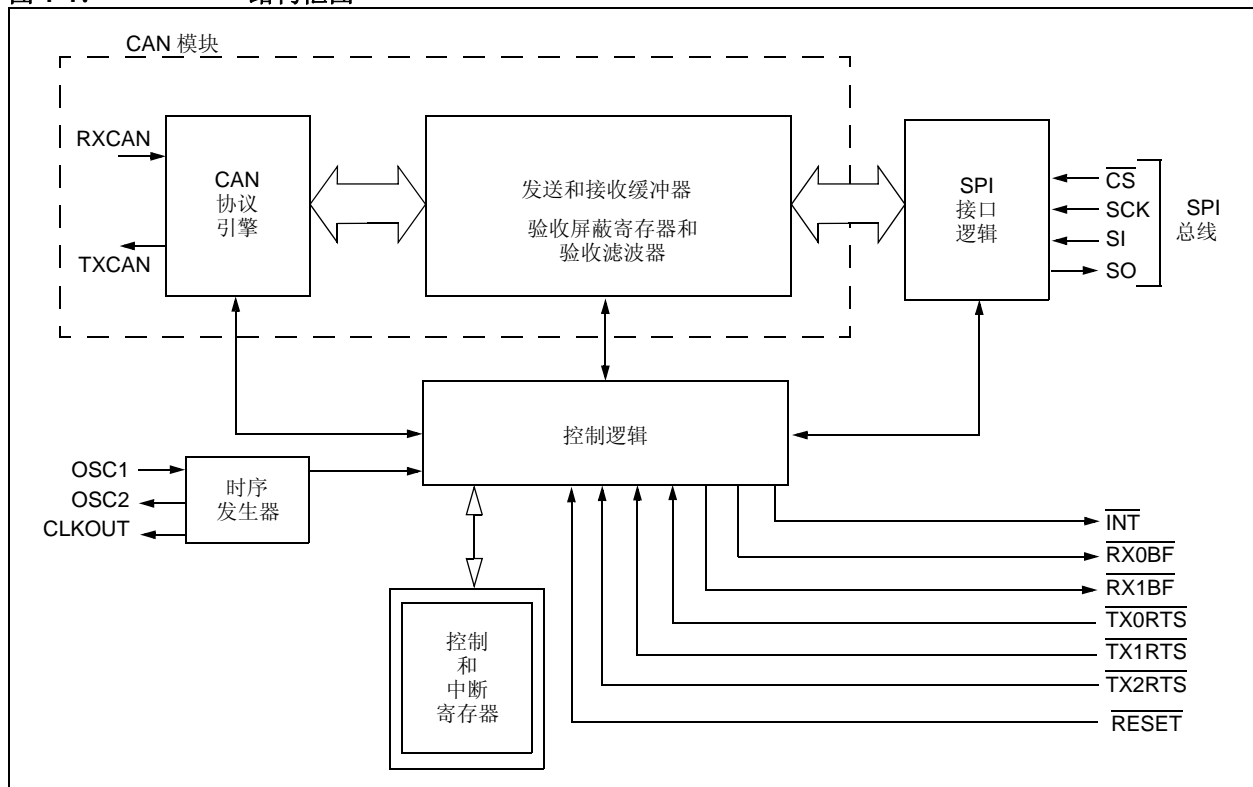 CAN 模块
RXCAN
TXCAN
CAN
协议
引擎
发送和接收缓冲器
验收屏蔽寄存器和
验收滤波器
SPI
接口
逻辑
CS
SCK
SI
SO
SPI
总线
控制逻辑
OSC1
OSC2
CLKOUT
时序
发生器
控制
和
中断
寄存器
INT
RX0BF
RX1BF
TX0RTS
TX1RTS
TX2RTS
RESET